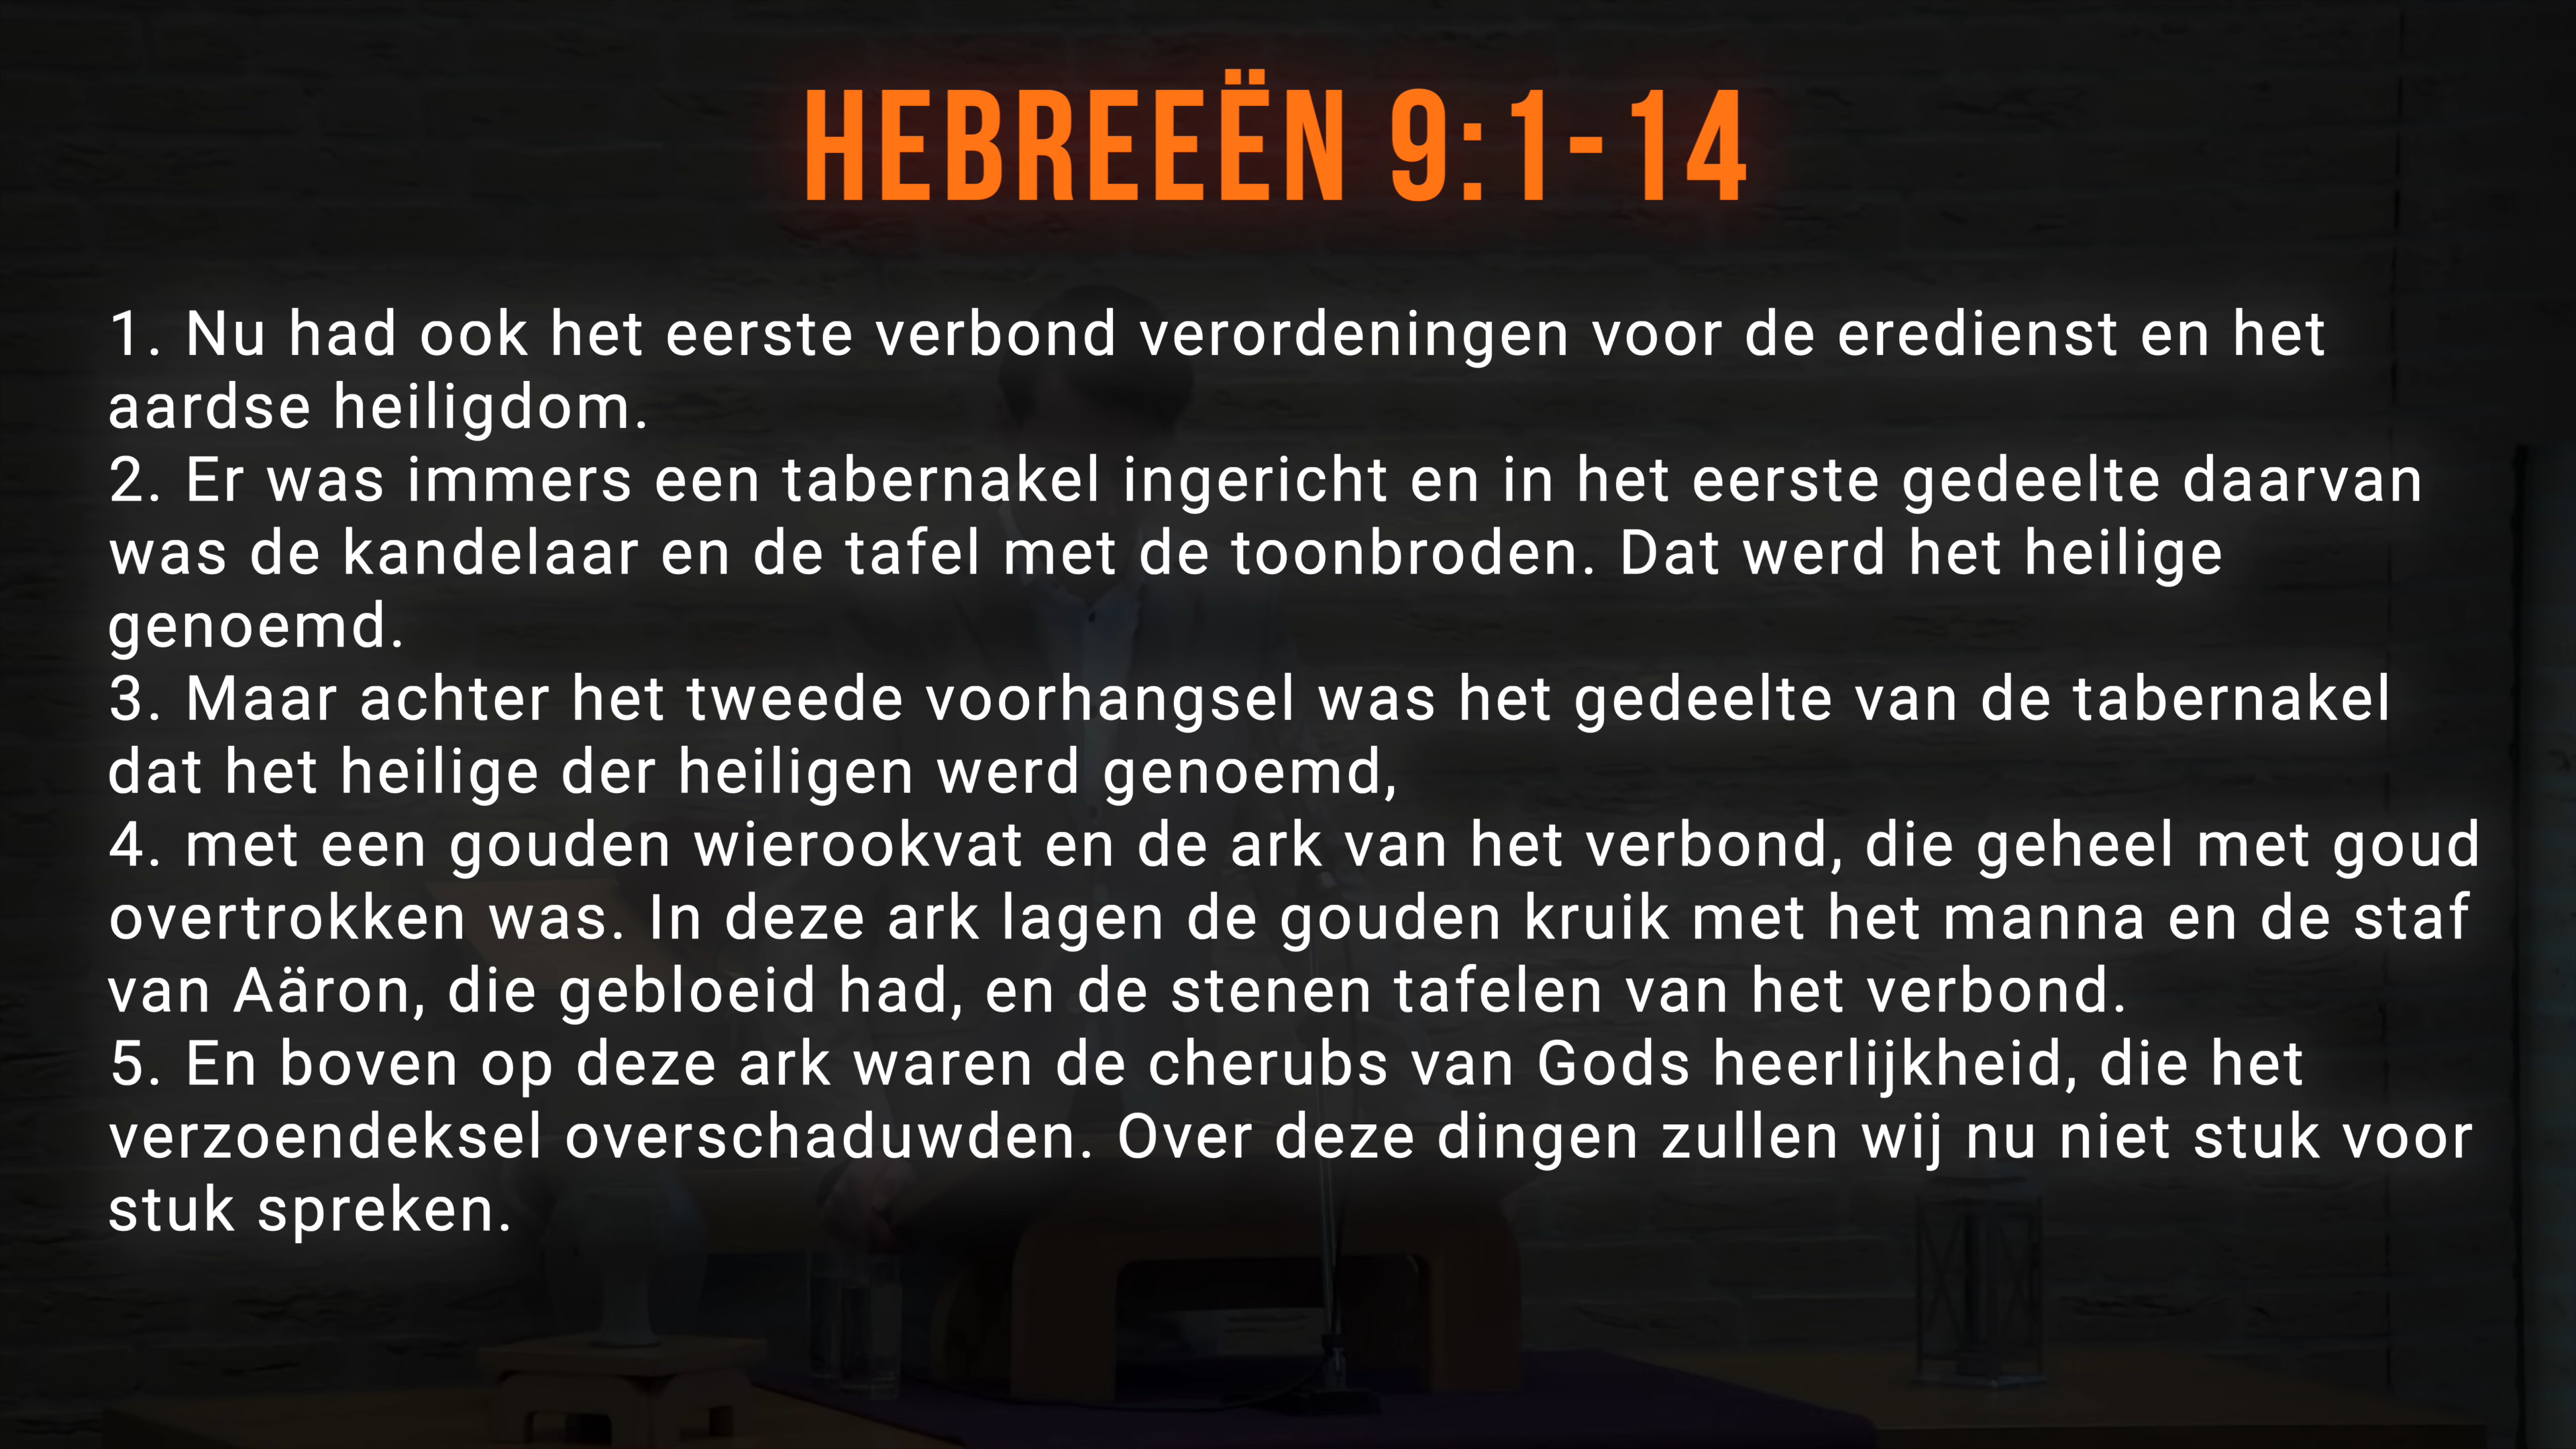 HEBREEËN 9:1-14
1. Nu had ook het eerste verbond verordeningen voor de eredienst en het
aardse heiligdom.
2. Er was immers een tabernakel ingericht en in het eerste gedeelte daarvan
was de kandelaar en de tafel met de toonbroden. Dat werd het heilige
genoemd.
3. Maar achter het tweede voorhangsel was het gedeelte van de tabernakel
dat het heilige der heiligen werd genoemd,
4. met een gouden wierookvat en de ark van het verbond, die geheel met goud
overtrokken was. In deze ark lagen de gouden kruik met het manna en de staf
van Aäron, die gebloeid had, en de stenen tafelen van het verbond.
5. En boven op deze ark waren de cherubs van Gods heerlijkheid, die het
verzoendeksel overschaduwden. Over deze dingen zullen wij nu niet stuk voor
stuk spreken.